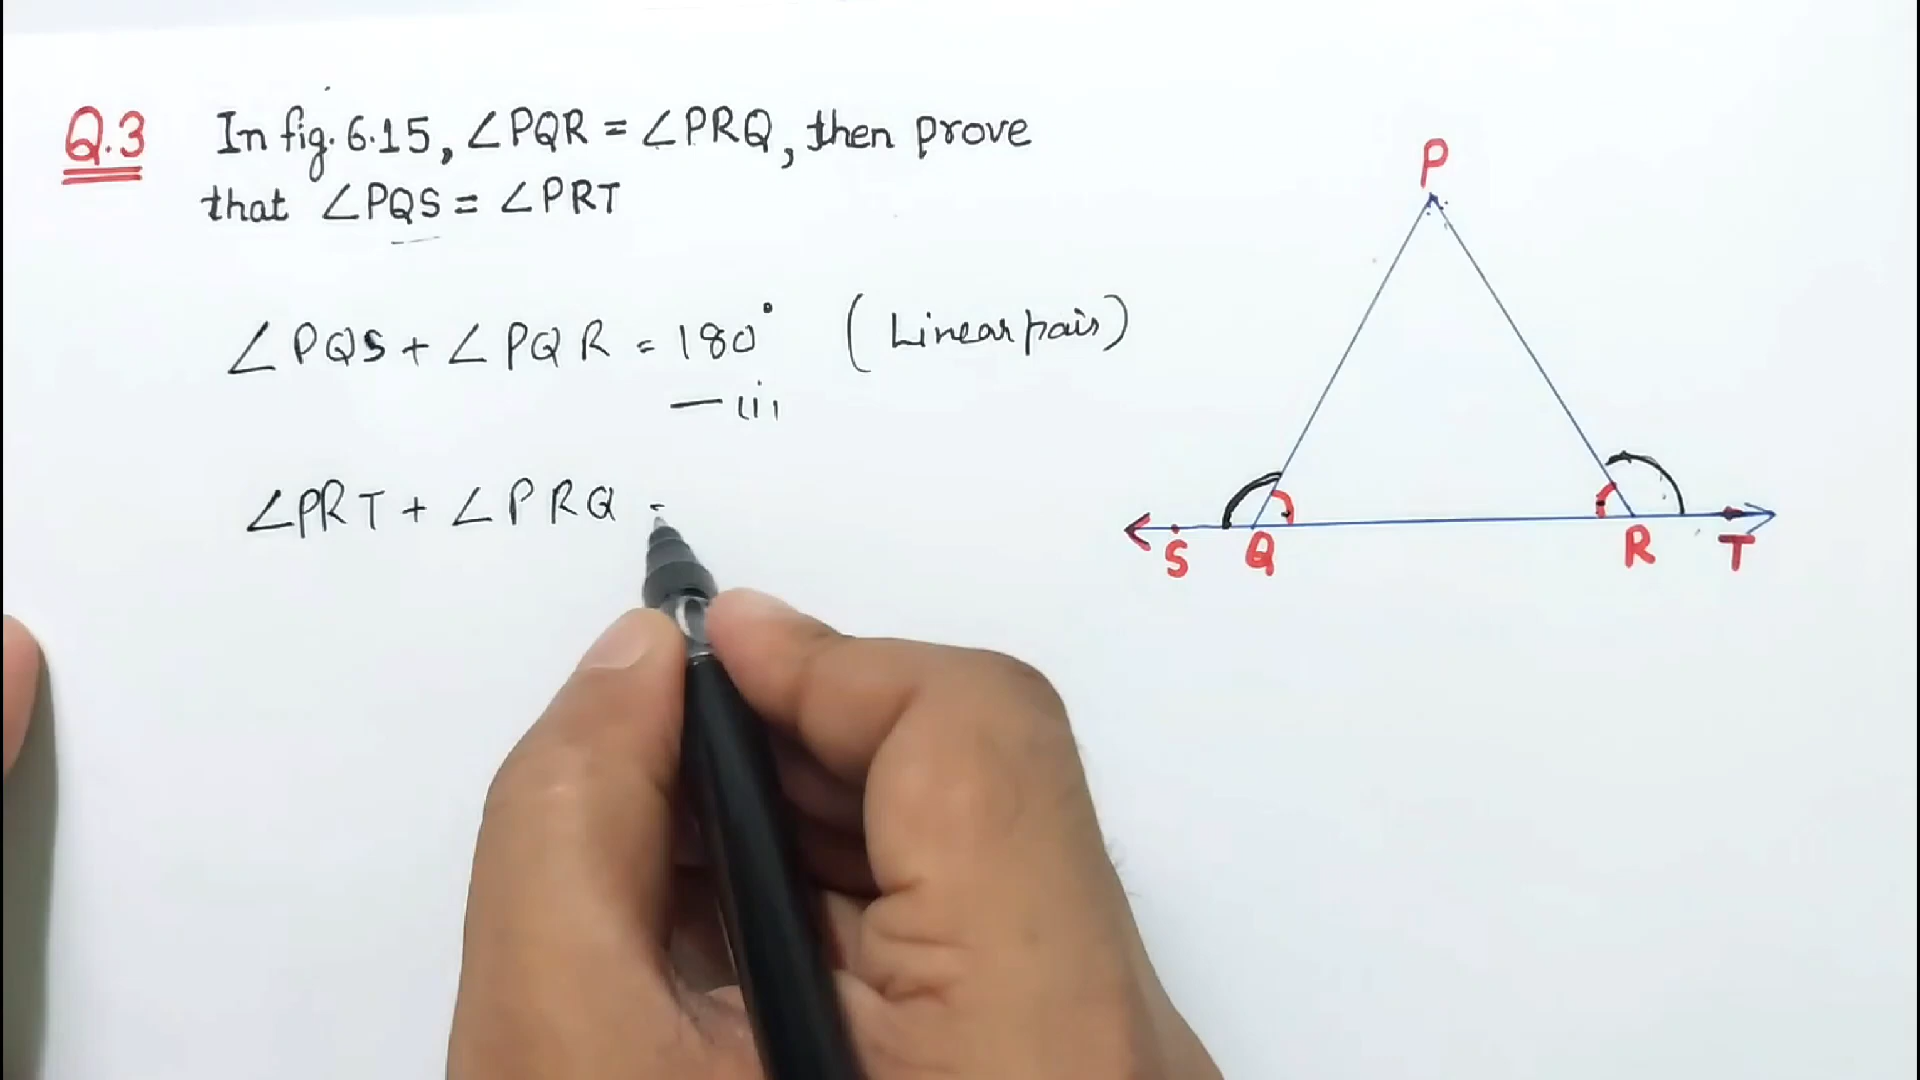 Q.3 In fig. 6.15, ∠PQR = ∠PRQ, then prove
that ∠PQS = ∠PRT
∠PQS + ∠PQR = 180° (Linear pair)
— (i)
∠PRT + ∠PRQ =
P
S Q R T